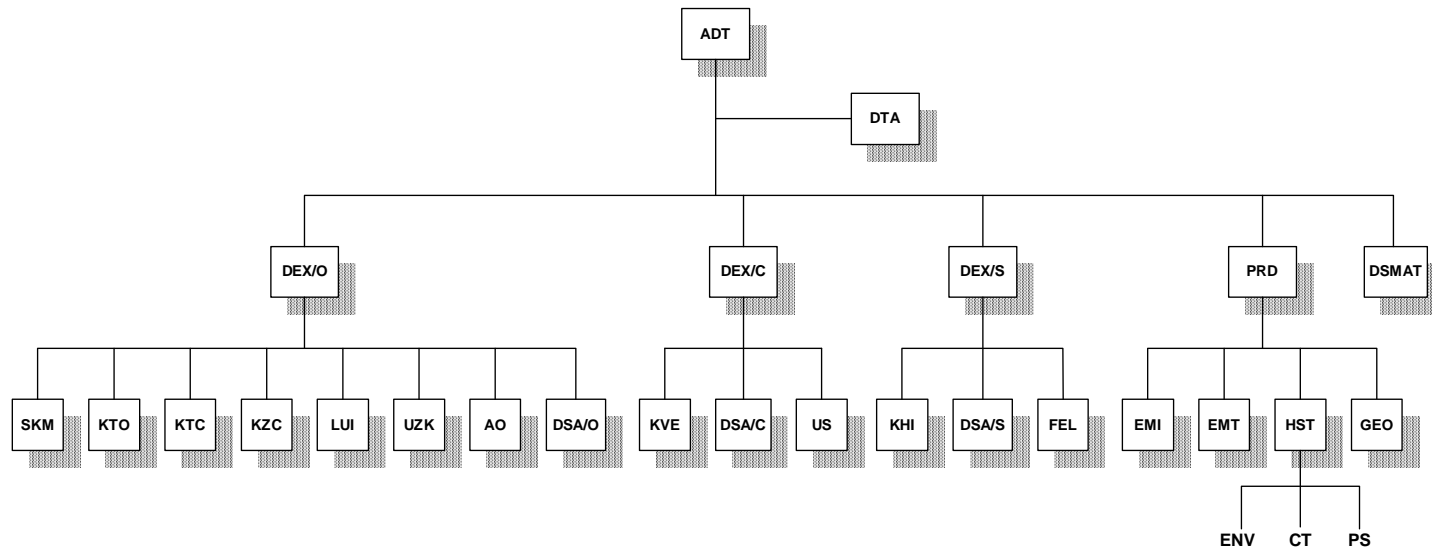 ADT
DTA
DEX/O DEX/C DEX/S PRD DSMAT
SKM KTO KTC KZC LUI UZK AO DSA/O KVE DSA/C US KHI DSA/S FEL EMI EMT HST GEO
ENV CT PS